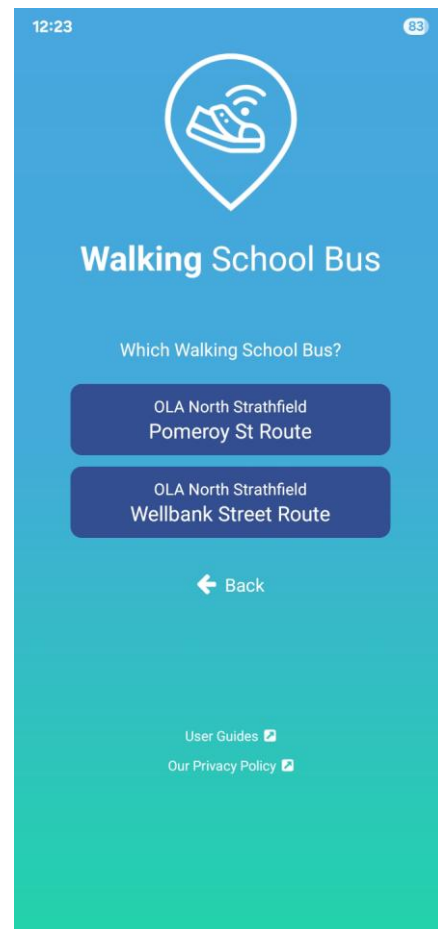 12:23
83
Walking School Bus
Which Walking School Bus?
OLA North Strathfield
Pomeroy St Route
OLA North Strathfield
Wellbank Street Route
Back
User Guides
Our Privacy Policy